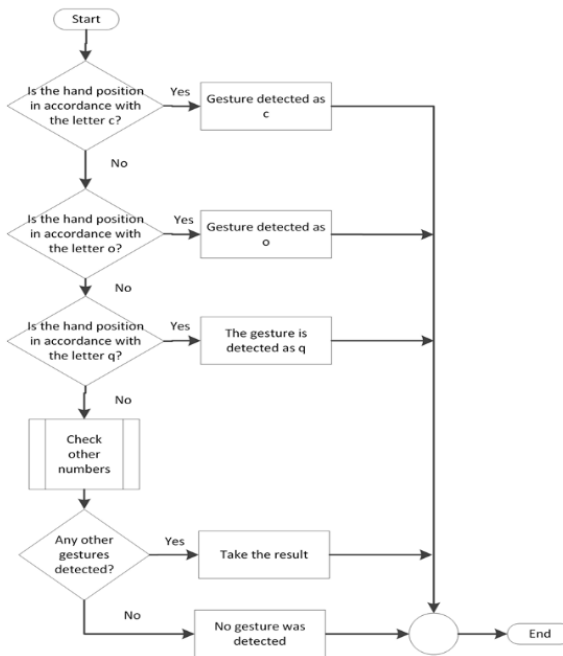 Start
Is the hand position
in accordance with
the letter c?
Yes
Gesture detected as
c
No
Is the hand position
in accordance with
the letter o?
Yes
Gesture detected as
o
No
Is the hand position
in accordance with
the letter q?
Yes
The gesture is
detected as q
No
Check
other
numbers
Any other
gestures
detected?
Yes
Take the result
No
No gesture was
detected
End